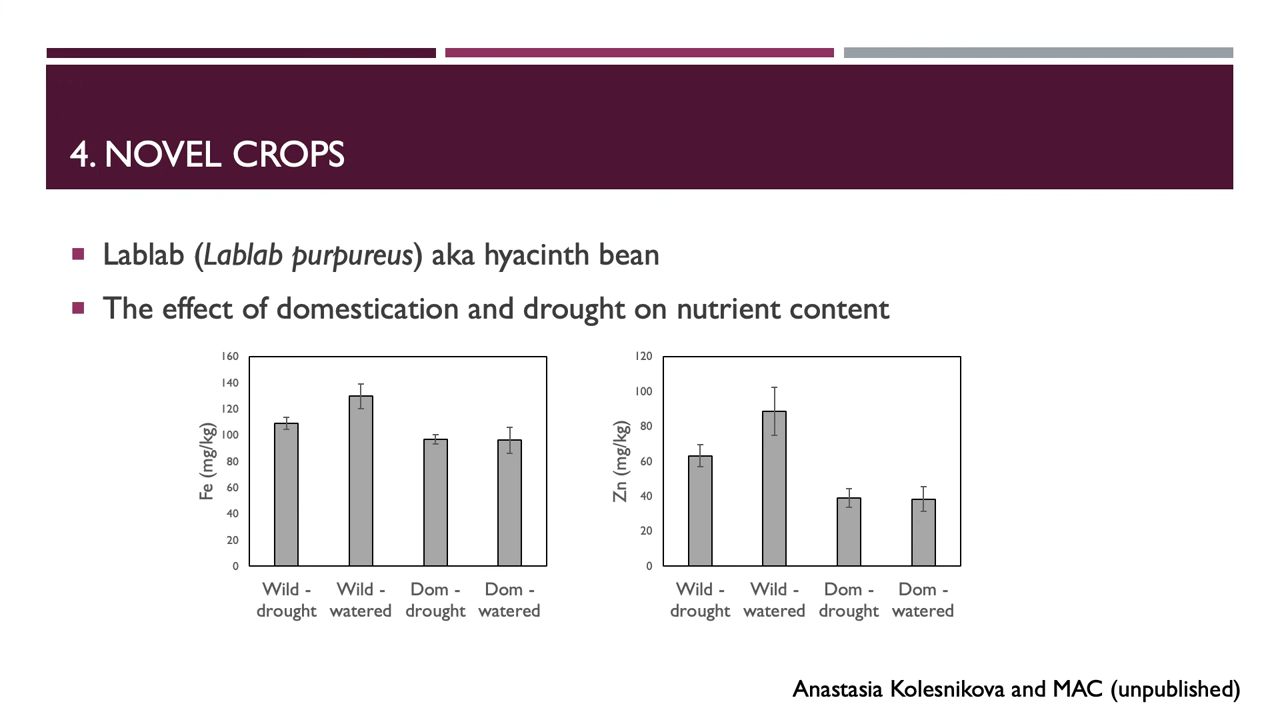 4. NOVEL CROPS
Lablab (Lablab purpureus) aka hyacinth bean
The effect of domestication and drought on nutrient content
Fe (mg/kg)
160
140
120
100
80
60
40
20
0
Wild - drought
Wild - watered
Dom - drought
Dom - watered
Zn (mg/kg)
120
100
80
60
40
20
0
Wild - drought
Wild - watered
Dom - drought
Dom - watered
Anastasia Kolesnikova and MAC (unpublished)